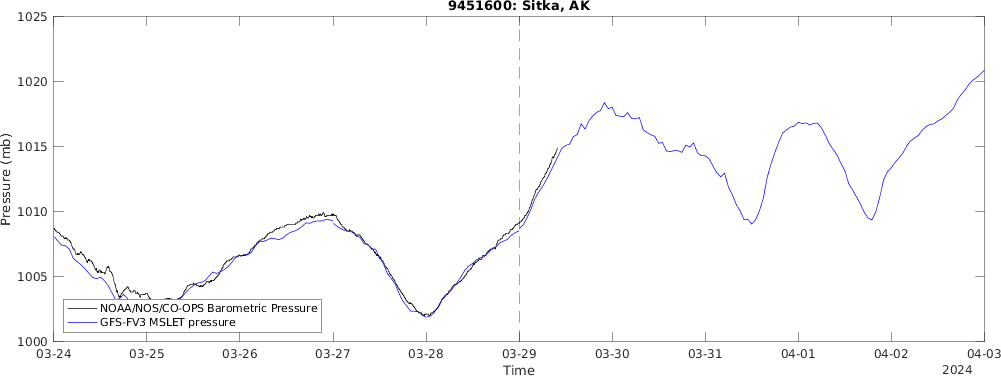 9451600: Sitka, AK
1025
1020
1015
1010
1005
1000
Pressure (mb)
NOAA/NOS/CO-OPS Barometric Pressure
GFS-FV3 MSLET pressure
03-24 03-25 03-26 03-27 03-28 03-29 03-30 03-31 04-01 04-02 04-03
Time
2024